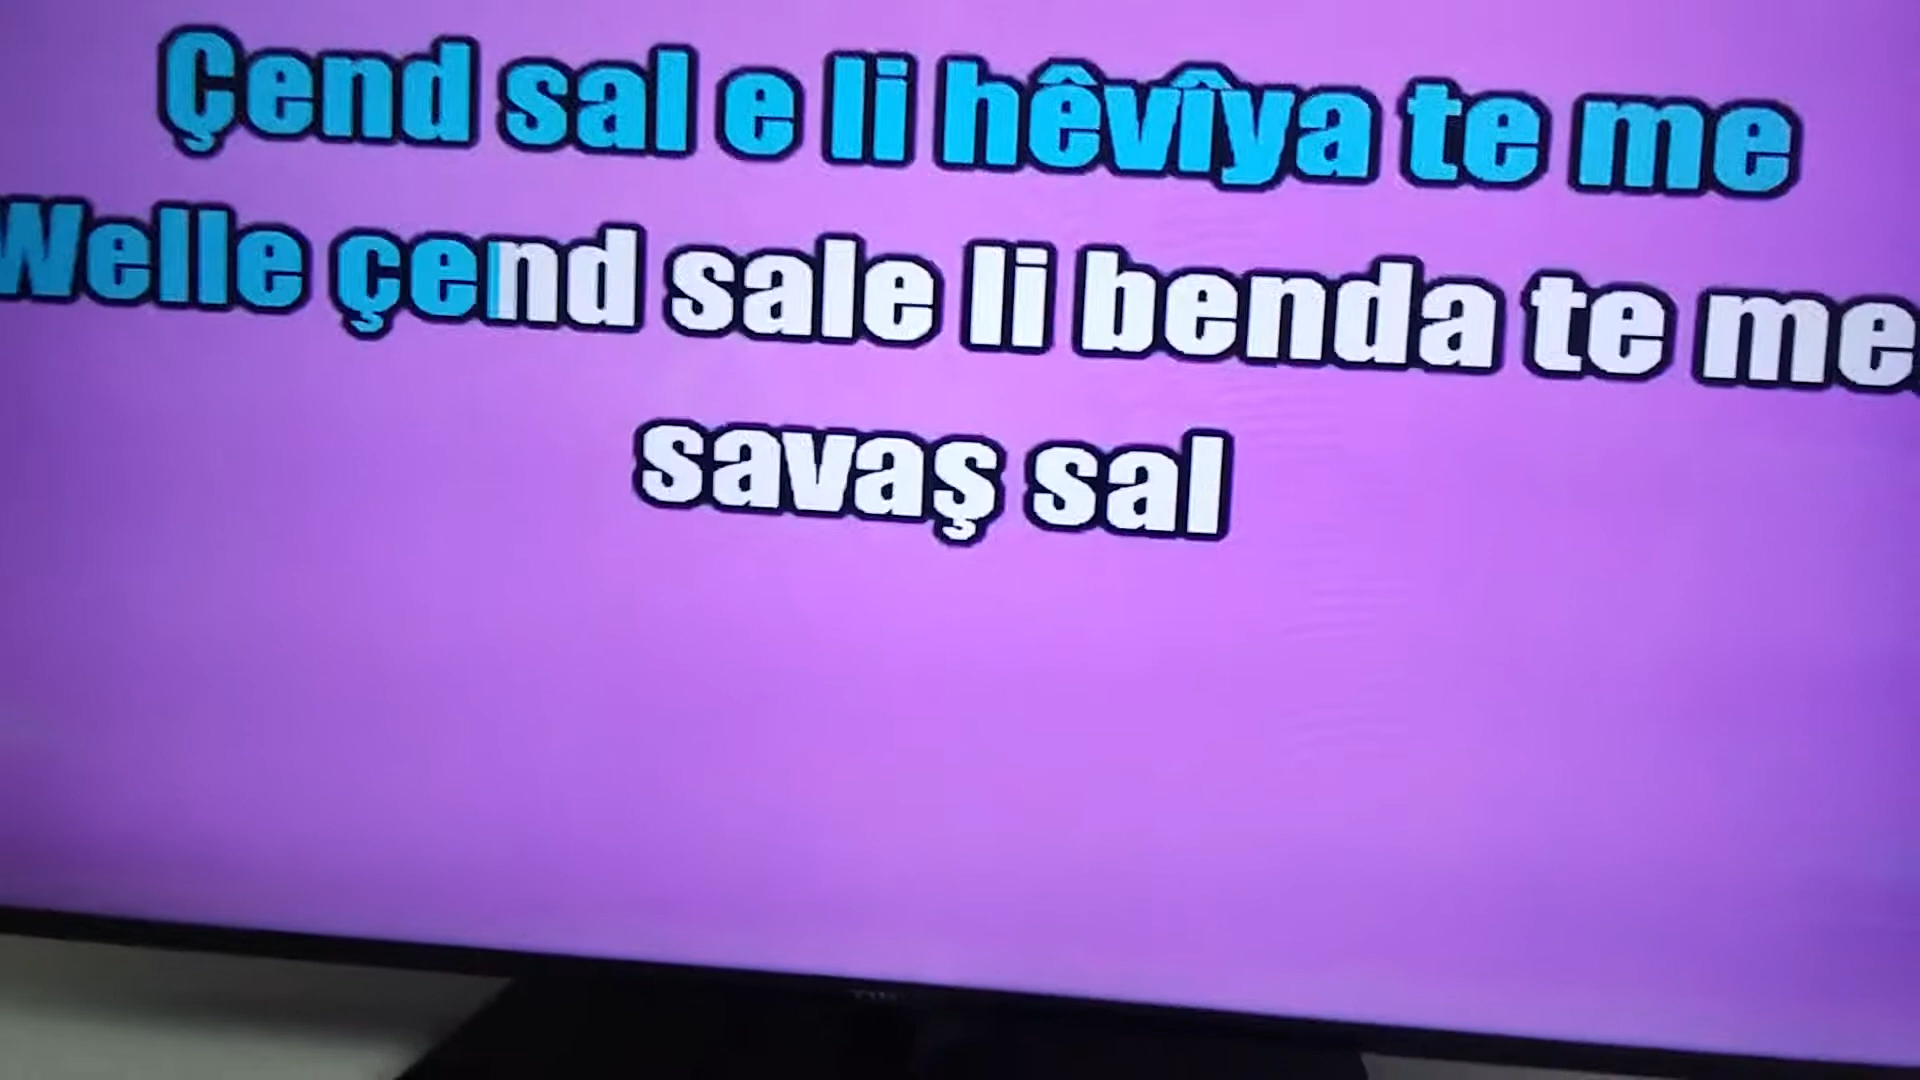 Çend sal e li hêvîya te me
Welle çend sale li benda te me
savaş sal